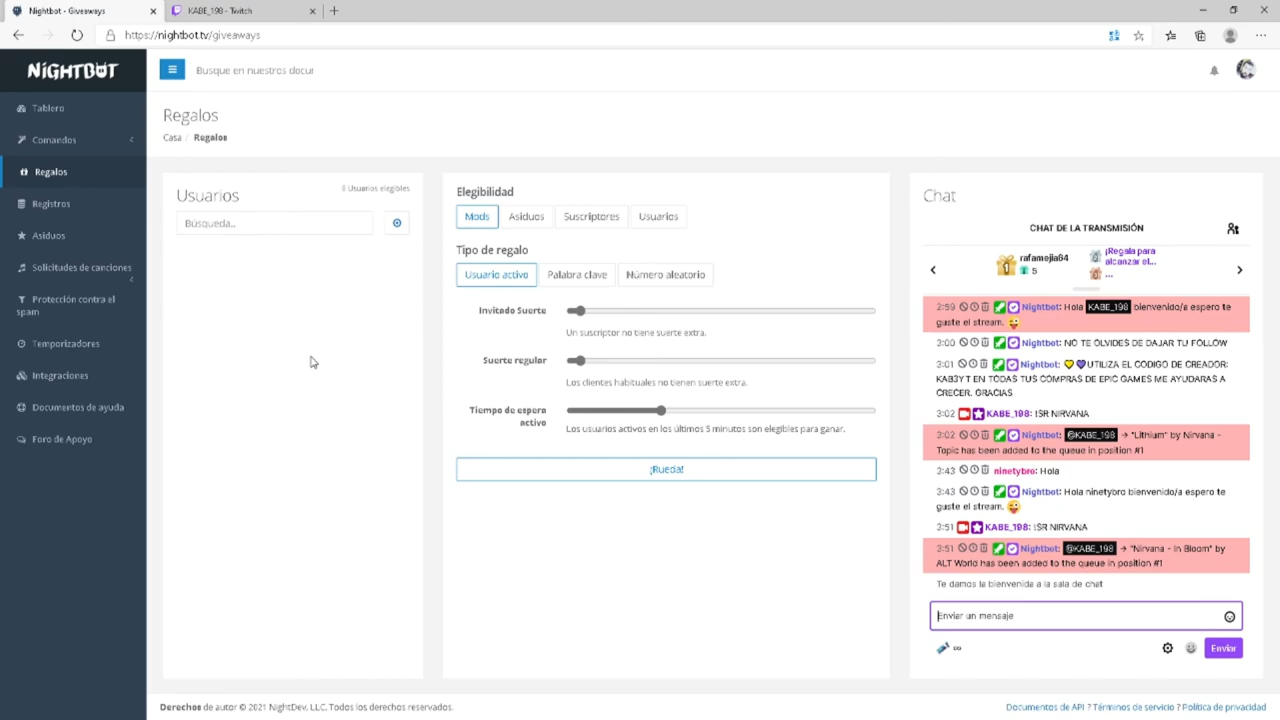 Nightbot - Giveaways
KABE_198 - Twitch
https://nightbot.tv/giveaways
NIGHTBOT
Busque en nuestros docur
Tablero
Comandos
Regalos
Registros
Asiduos
Solicitudes de canciones
Protección contra el
spam
Temporizadores
Integraciones
Documentos de ayuda
Foro de Apoyo
Regalos
Casa / Regalos
Usuarios
0 Usuarios elegibles
Búsqueda...
Elegibilidad
Mods Asiduos Suscriptores Usuarios
Tipo de regalo
Usuario activo Palabra clave Número aleatorio
Invitado Suerte
Un suscriptor no tiene suerte extra.
Suerte regular
Los clientes habituales no tienen suerte extra.
Tiempo de espera
activo
Los usuarios activos en los últimos 5 minutos son elegibles para ganar.
¡Rueda!
Chat
CHAT DE LA TRANSMISIÓN
rafamejia64
5
1
¡Regala para
alcanzar el...
...
2:59 Nightbot: Hola KABE_198 bienvenido/a espero te
guste el stream.
3:00 Nightbot: NO TE OLVIDES DE DAJAR TU FOLLOW
3:01 Nightbot: UTILIZA EL CODIGO DE CREADOR:
KAB3YT EN TODAS TUS COMPRAS DE EPIC GAMES ME AYUDARAS A
CRECER. GRACIAS
3:02 KABE_198: !SR NIRVANA
3:02 Nightbot: @KABE_198 → "Lithium" by Nirvana -
Topic has been added to the queue in position #1
3:43 ninetybro: Hola
3:43 Nightbot: Hola ninetybro bienvenido/a espero te
guste el stream.
3:51 KABE_198: !SR NIRVANA
3:51 Nightbot: @KABE_198 → "Nirvana - In Bloom" by
ALT World has been added to the queue in position #1
Te damos la bienvenida a la sala de chat
Enviar un mensaje
∞
Enviar
Derechos de autor © 2021 NightDev, LLC. Todos los derechos reservados.
Documentos de API ? Términos de servicio ? Política de privacidad